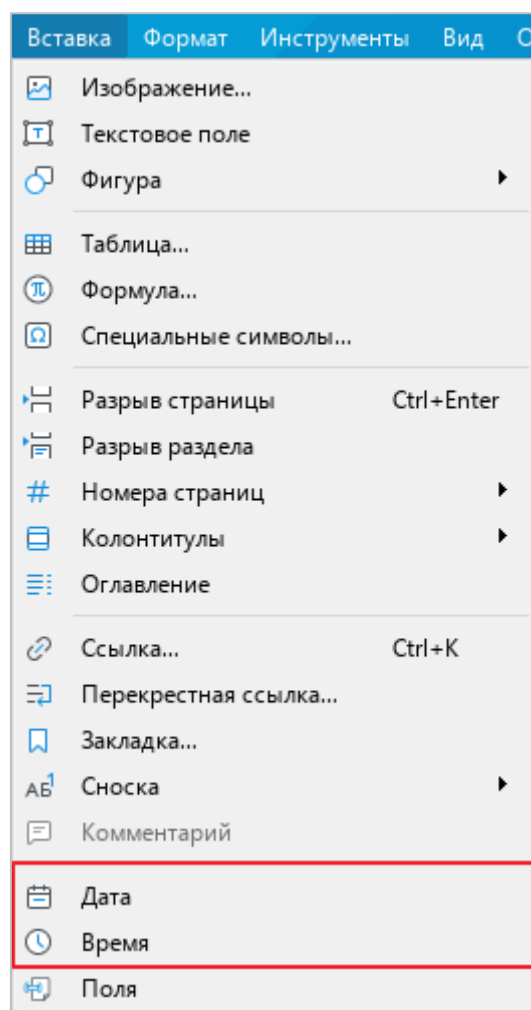 Вставка Формат Инструменты Вид
Изображение...
Текстовое поле
Фигура
Таблица...
Формула...
Специальные символы...
Разрыв страницы Ctrl+Enter
Разрыв раздела
Номера страниц
Колонтитулы
Оглавление
Ссылка... Ctrl+K
Перекрестная ссылка...
Закладка...
Сноска
Комментарий
Дата
Время
Поля